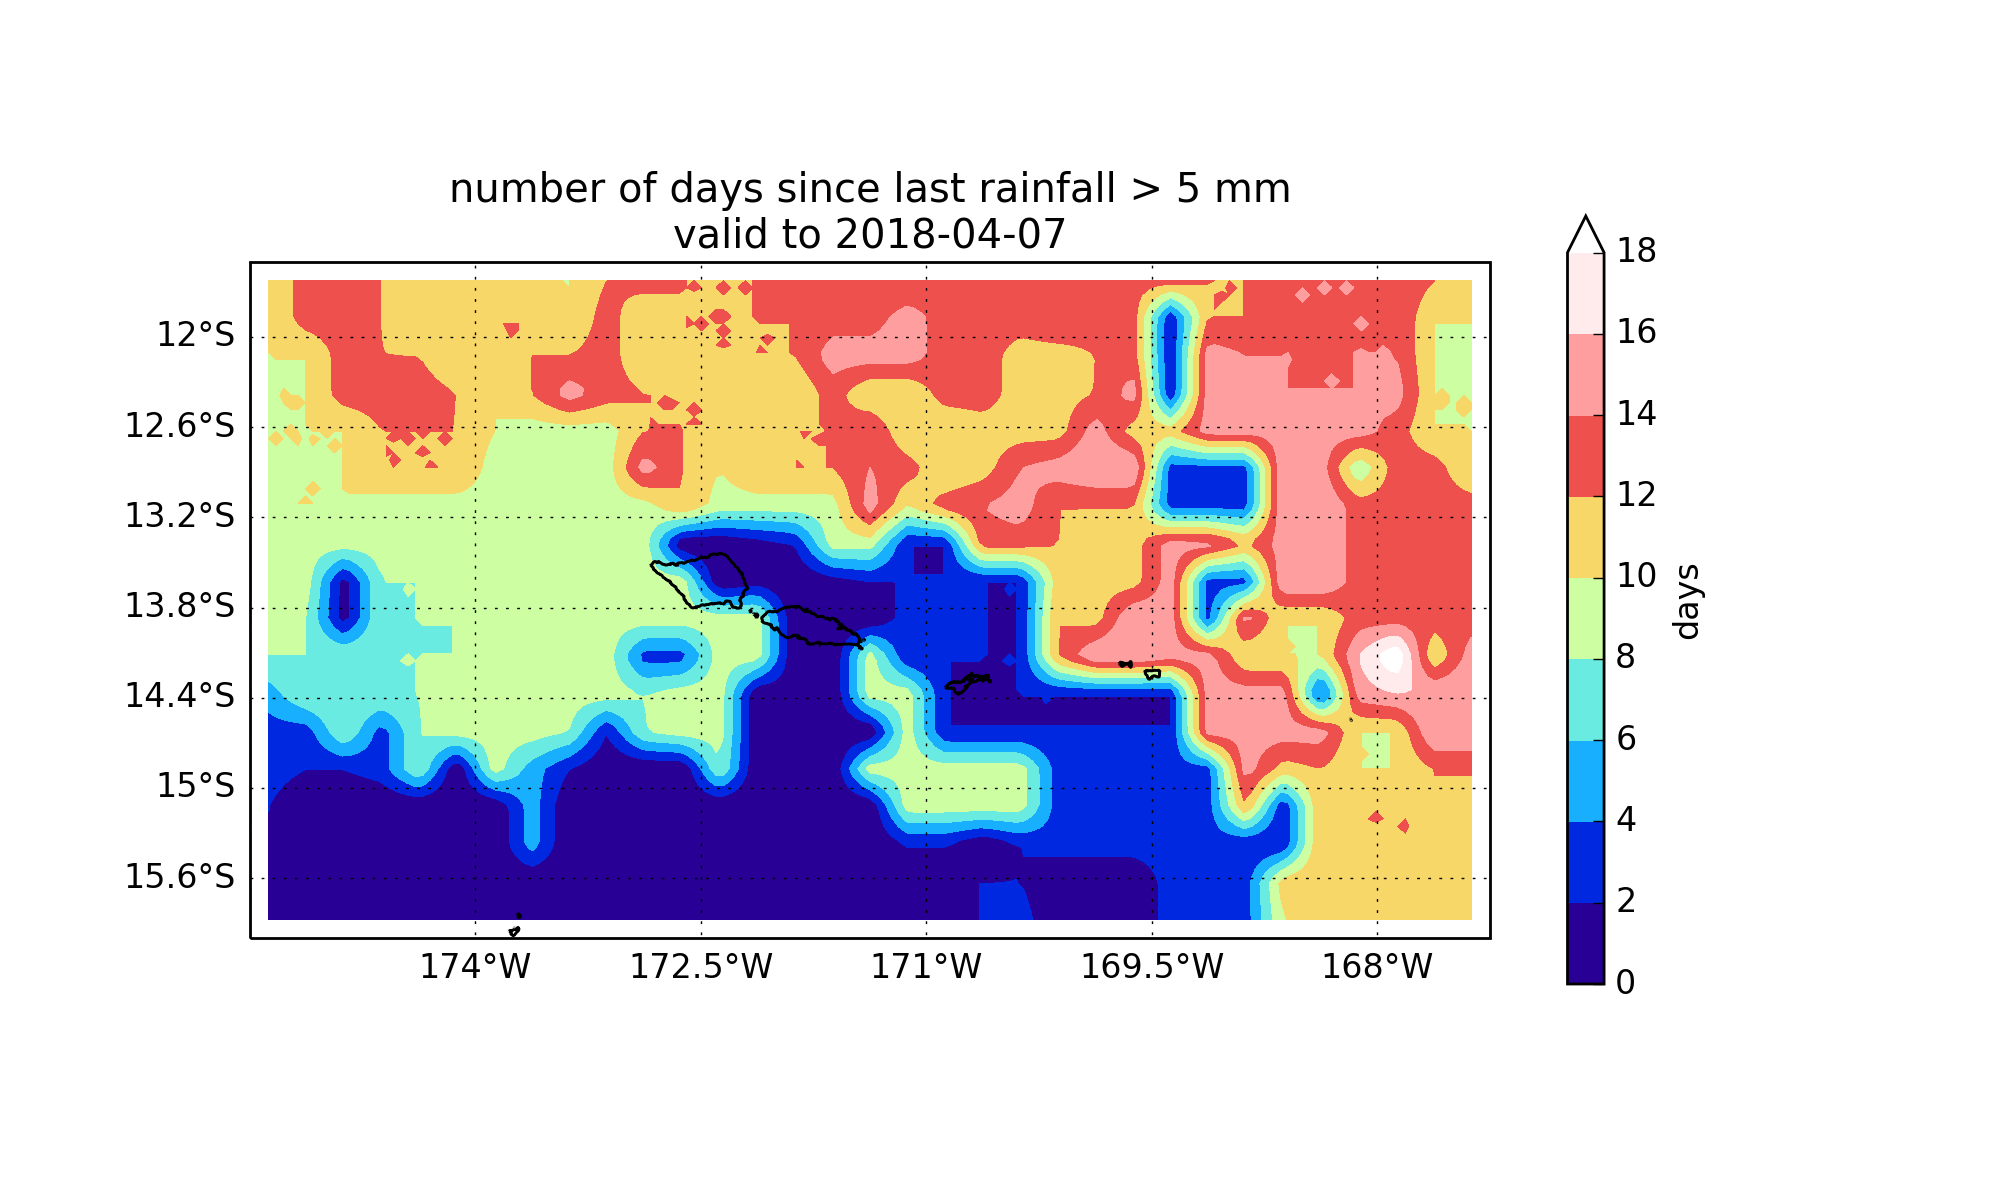 number of days since last rainfall > 5 mm
valid to 2018-04-07
12°S
12.6°S
13.2°S
13.8°S
14.4°S
15°S
15.6°S
174°W
172.5°W
171°W
169.5°W
168°W
18
16
14
12
10
8
6
4
2
0
days